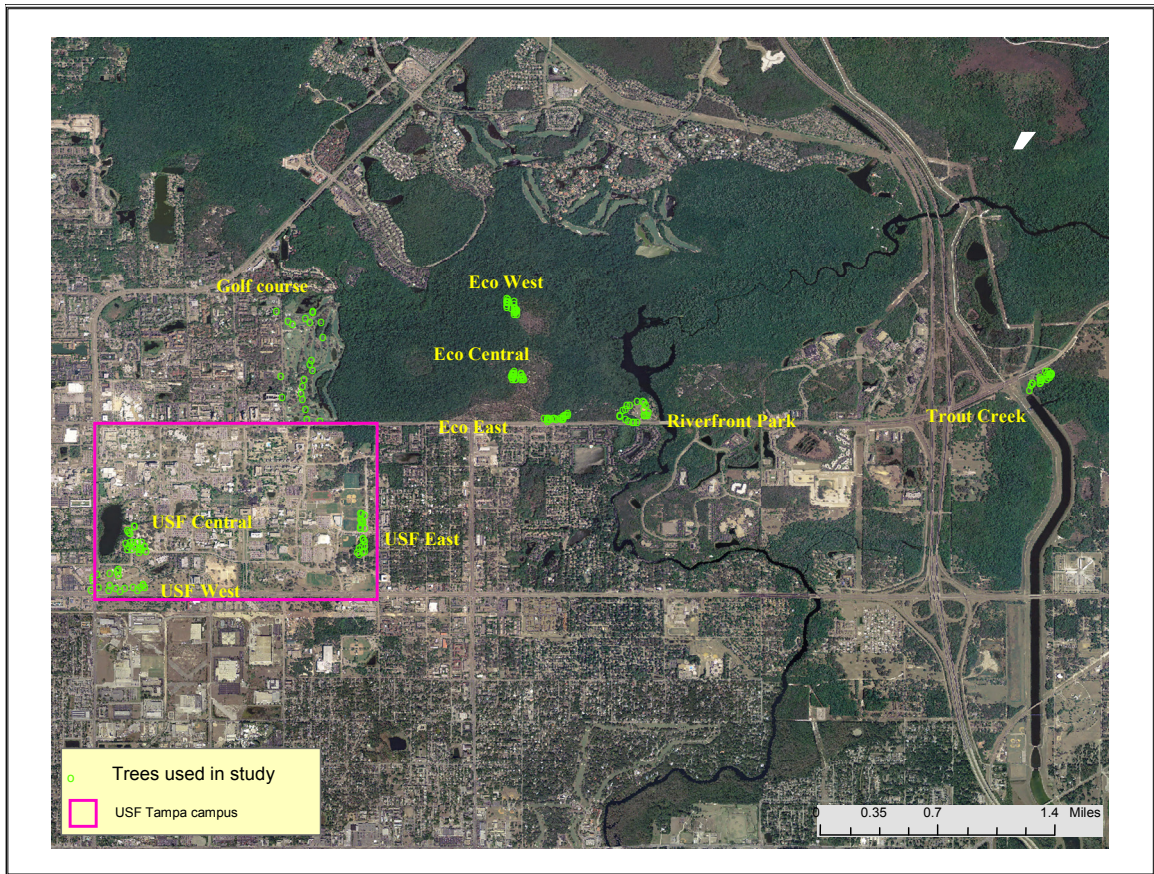 Golf course
Eco West
Eco Central
Eco East
Riverfront Park
Trout Creek
USF Central
USF East
USF West
Trees used in study
USF Tampa campus
0 0.35 0.7 1.4 Miles